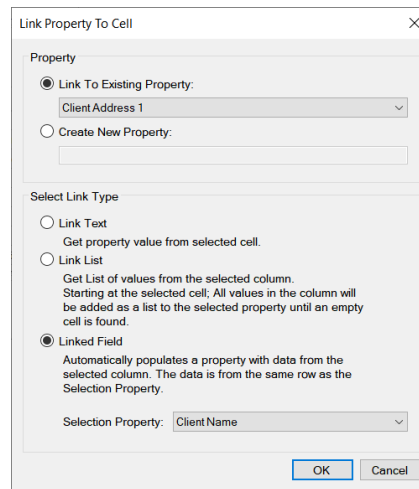 Link Property To Cell
Property
Link To Existing Property:
Client Address 1
Create New Property:
Select Link Type
Link Text
Get property value from selected cell.
Link List
Get List of values from the selected column.
Starting at the selected cell; All values in the column will
be added as a list to the selected property until an empty
cell is found.
Linked Field
Automatically populates a property with data from the
selected column. The data is from the same row as the
Selection Property.
Selection Property: Client Name
OK Cancel